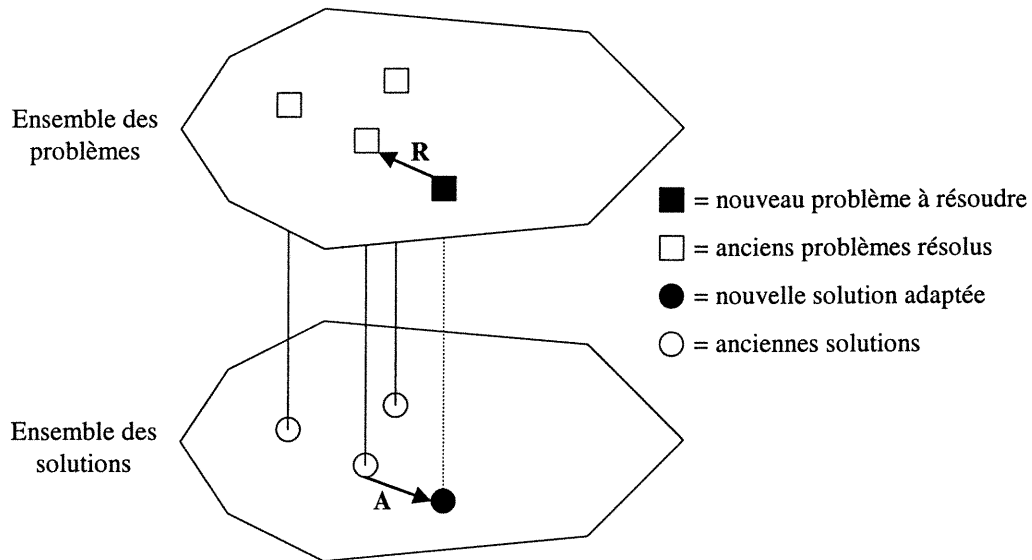 Ensemble des
problèmes
R
■ = nouveau problème à résoudre
□ = anciens problèmes résolus
● = nouvelle solution adaptée
○ = anciennes solutions
Ensemble des
solutions
A